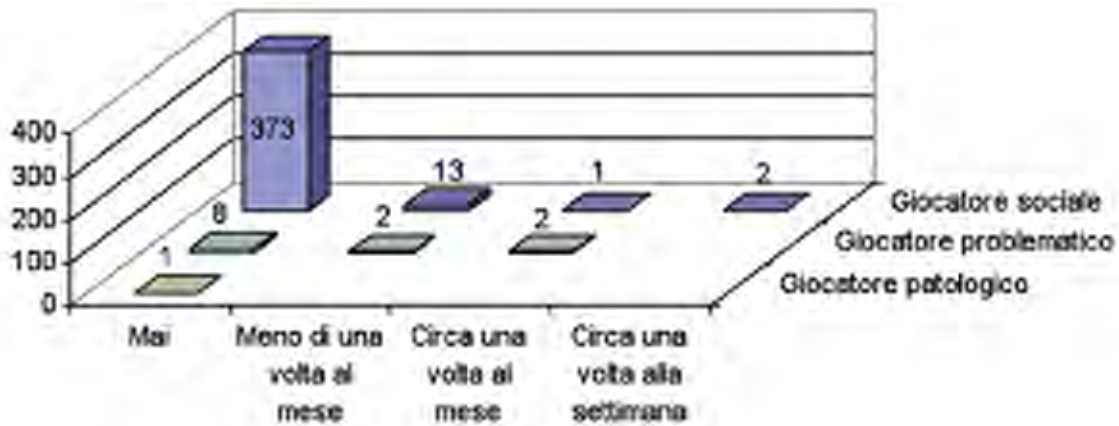 400
300
200
100
0
373
13
1
2
8
2
2
1
Giocatore sociale
Giocatore problematico
Giocatore patologico
Mai
Meno di una
volta al
mese
Circa una
volta al
mese
Circa una
volta alla
settimana